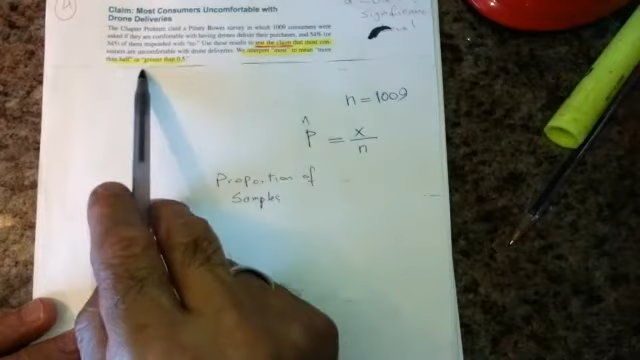 4
Claim: Most Consumers Uncomfortable with
Drone Deliveries
The Chapter Problem cited a Pitney Bowes survey in which 1009 consumers were
asked if they are comfortable with having drones deliver their purchases, and 54% (or
545) of them responded with "no." Use these results to test the claim that most con-
sumers are uncomfortable with drone deliveries. We interpret "most" to mean "more
than half" or "greater than 0.5."
significance
n = 1009
^
P = x
n
Proportion of
Samples